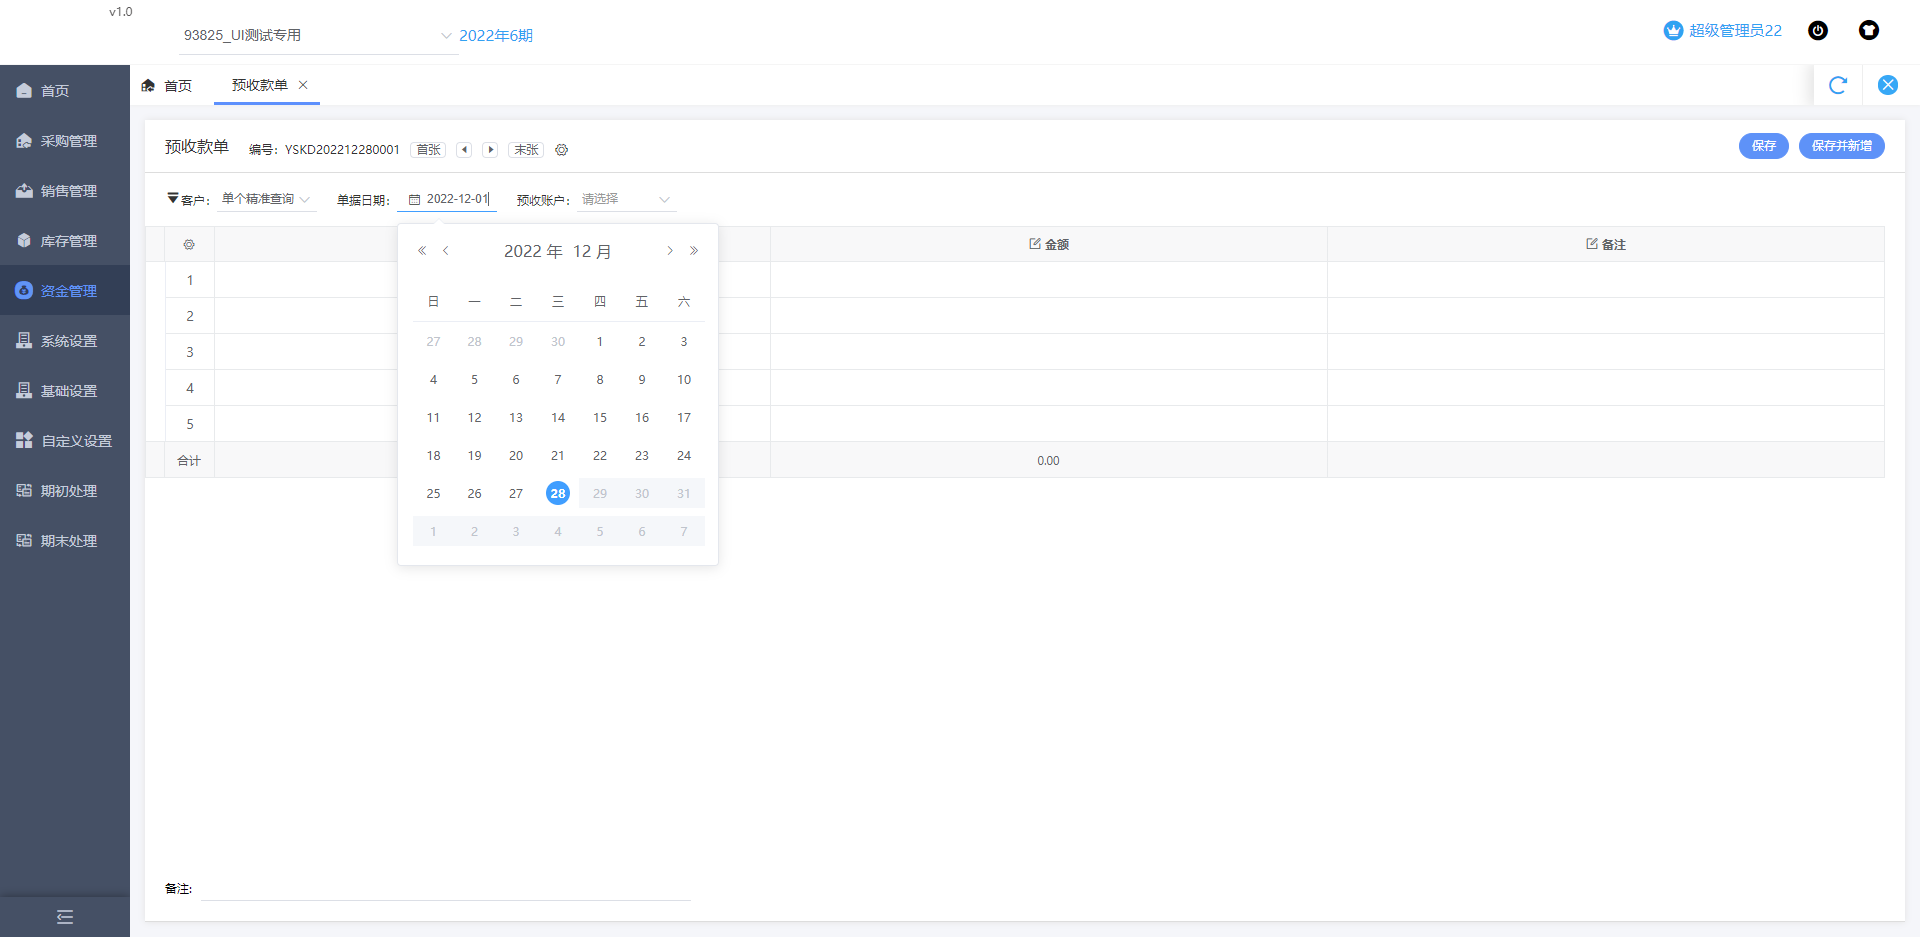 v1.0
93825_UI测试专用
2022年6期
超级管理员22
首页
采购管理
销售管理
库存管理
资金管理
系统设置
基础设置
自定义设置
期初处理
期末处理
首页
预收款单
预收款单
编号: YSKD202212280001
首张
末张
保存
保存并新增
客户:
单个精准查询
单据日期:
2022-12-01
预收账户:
请选择
金额
备注
1
2
3
4
5
合计
0.00
2022 年 12 月
日 一 二 三 四 五 六
27 28 29 30 1 2 3
4 5 6 7 8 9 10
11 12 13 14 15 16 17
18 19 20 21 22 23 24
25 26 27 28 29 30 31
1 2 3 4 5 6 7
备注: